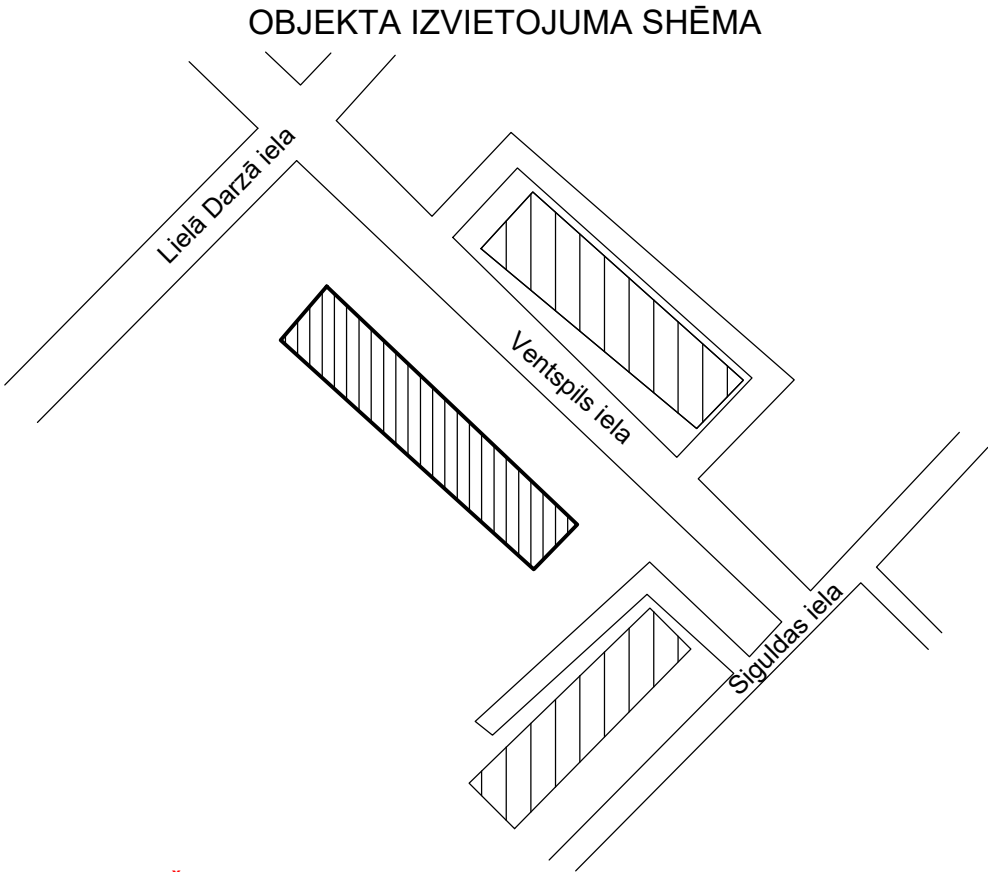 OBJEKTA IZVIETOJUMA SHĒMA
Lielā Darzā iela
Ventspils iela
Siguldas iela